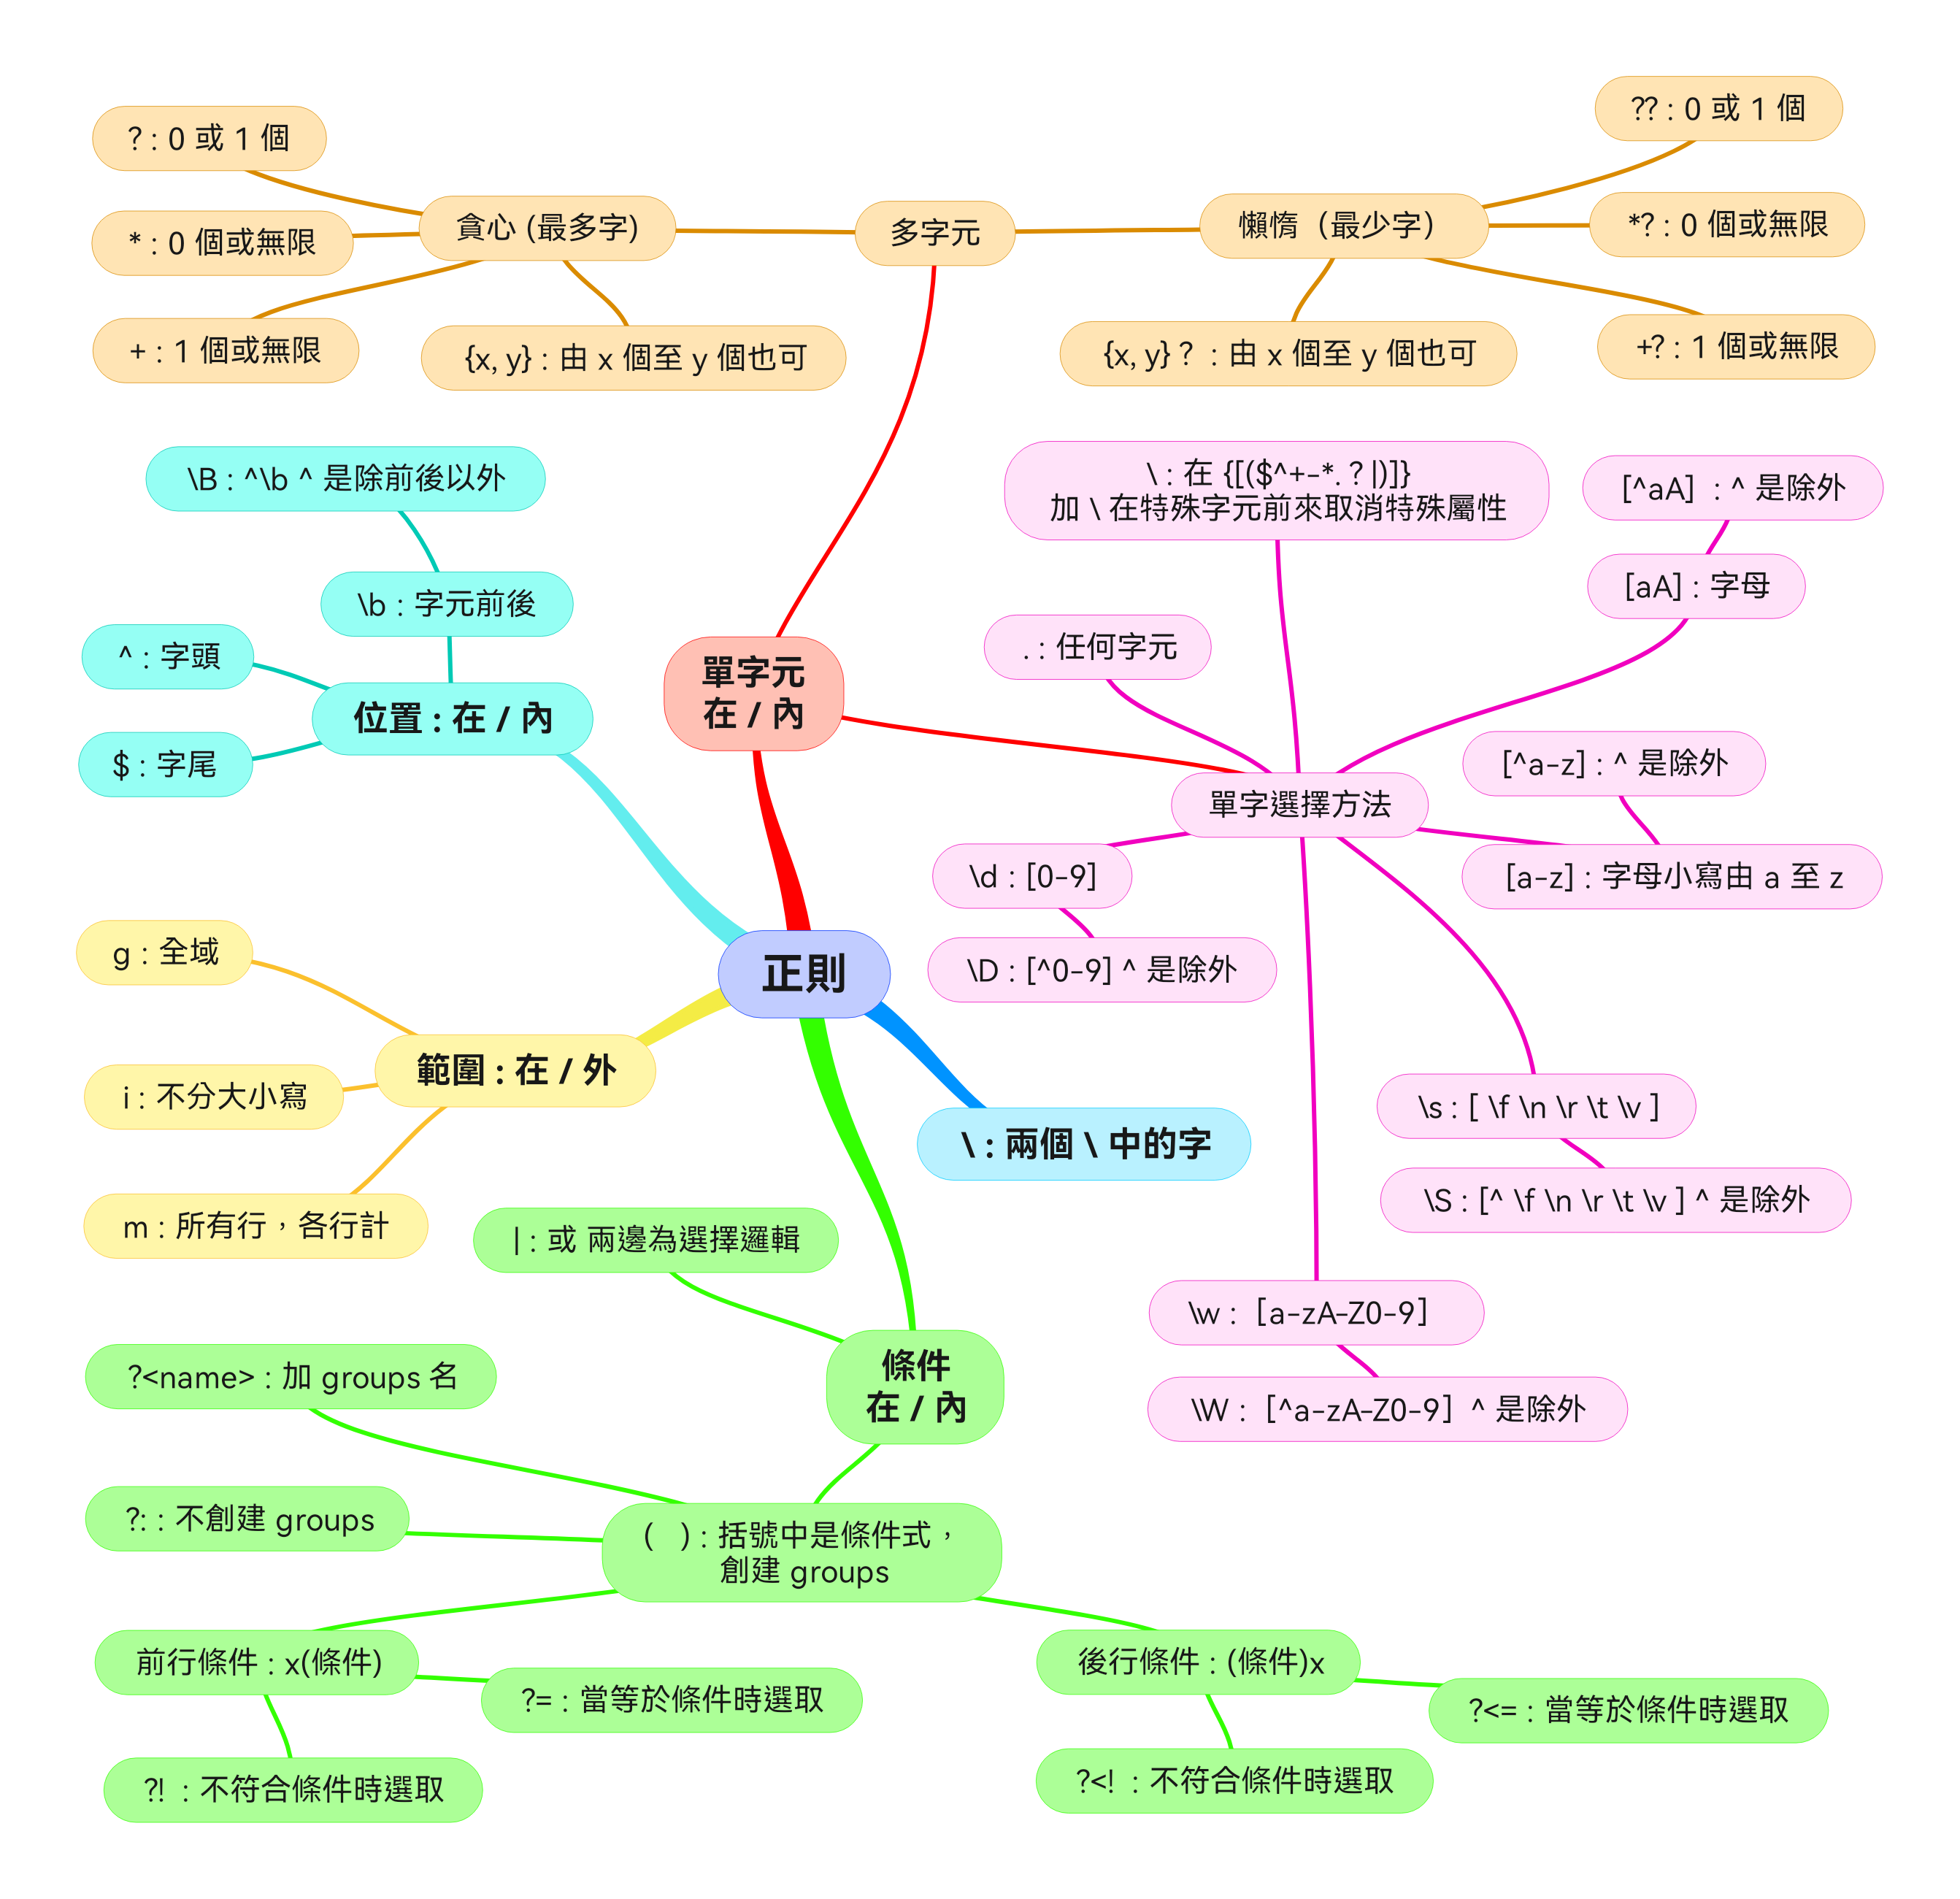 ?? : 0 或 1 個
? : 0 或 1 個
* : 0 個或無限
貪心 (最多字)
多字元
懶惰（最少字）
*? : 0 個或無限
+ : 1 個或無限
{x, y} : 由 x 個至 y 個也可
{x, y} ? : 由 x 個至 y 個也可
+? : 1 個或無限
\B : ^\b ^ 是除前後以外
\b : 字元前後
^ : 字頭
位置 : 在 / 內
$ : 字尾
單字元
在 / 內
\ : 在 {[($^+-*. ? |)]}
加 \ 在特殊字元前來取消特殊屬性
[^aA] : ^ 是除外
[aA] : 字母
. : 任何字元
單字選擇方法
[^a-z] : ^ 是除外
[a-z] : 字母小寫由 a 至 z
\d : [0-9]
\D : [^0-9] ^ 是除外
正則
g : 全域
範圍 : 在 / 外
i : 不分大小寫
m : 所有行，各行計
\ : 兩個 \ 中的字
\s : [ \f \n \r \t \v ]
\S : [^ \f \n \r \t \v ] ^ 是除外
| : 或 兩邊為選擇邏輯
\w : [a-zA-Z0-9]
\W : [^a-zA-Z0-9] ^ 是除外
條件
在 / 內
?<name> : 加 groups 名
?: : 不創建 groups
( ) : 括號中是條件式，
創建 groups
前行條件 : x(條件)
?= : 當等於條件時選取
?! : 不符合條件時選取
後行條件 : (條件)x
?<= : 當等於條件時選取
?<! : 不符合條件時選取